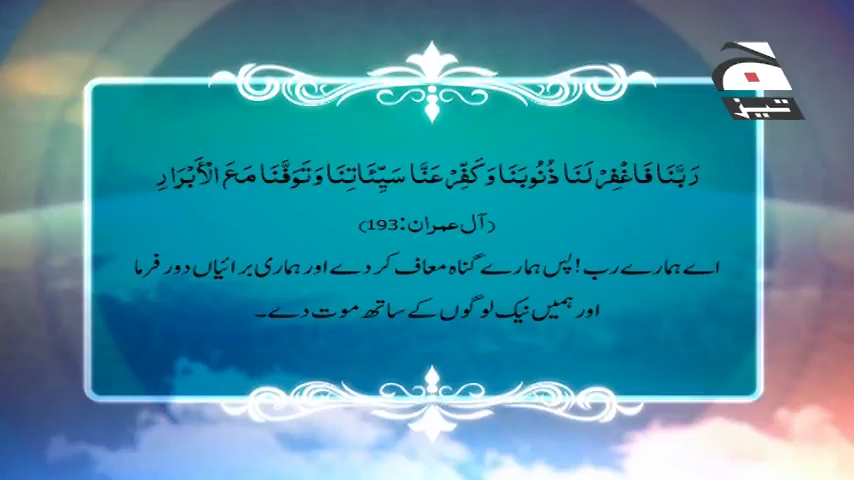 تیز
رَبَّنَا فَاغْفِرْ لَنَا ذُنُوبَنَا وَكَفِّرْ عَنَّا سَيِّئَاتِنَا وَتَوَفَّنَا مَعَ الْأَبْرَارِ
(آل عمران:193)
اے ہمارے رب! پس ہمارے گناہ معاف کر دے اور ہماری برائیاں دور فرما
اور ہمیں نیک لوگوں کے ساتھ موت دے۔